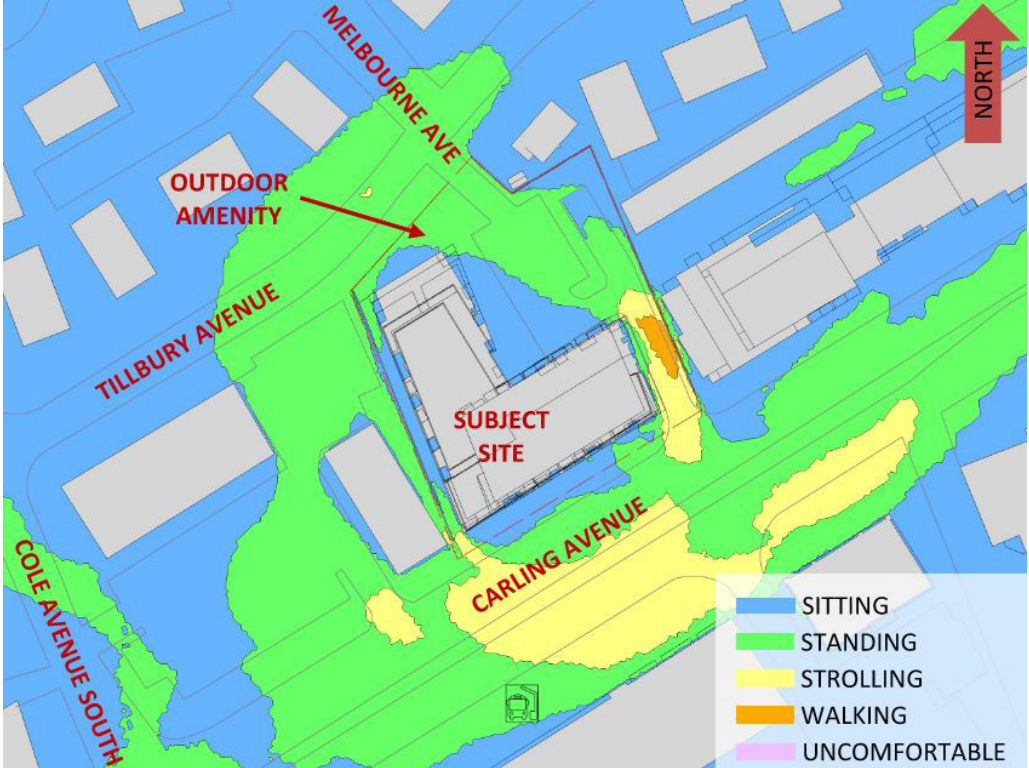 MELBOURNE AVE
NORTH
OUTDOOR
AMENITY
TILLBURY AVENUE
SUBJECT
SITE
CARLING AVENUE
COLE AVENUE SOUTH
SITTING
STANDING
STROLLING
WALKING
UNCOMFORTABLE